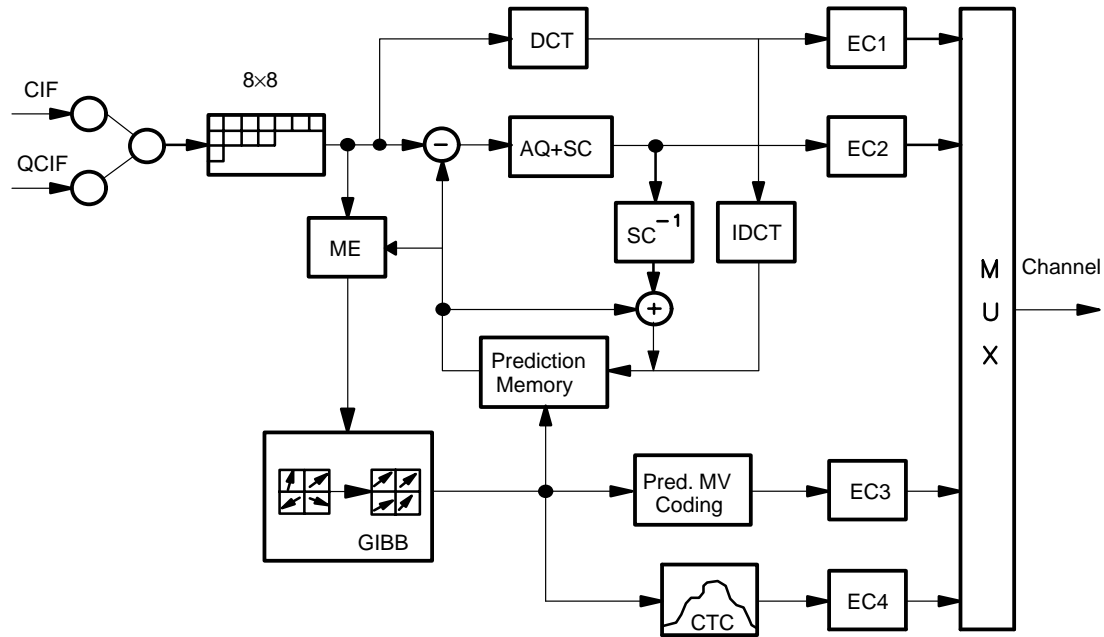 DCT
EC1
8×8
CIF
QCIF
−
AQ+SC
EC2
ME
SC⁻¹
IDCT
+
M
U
X
Channel
Prediction
Memory
GIBB
Pred. MV
Coding
EC3
CTC
EC4